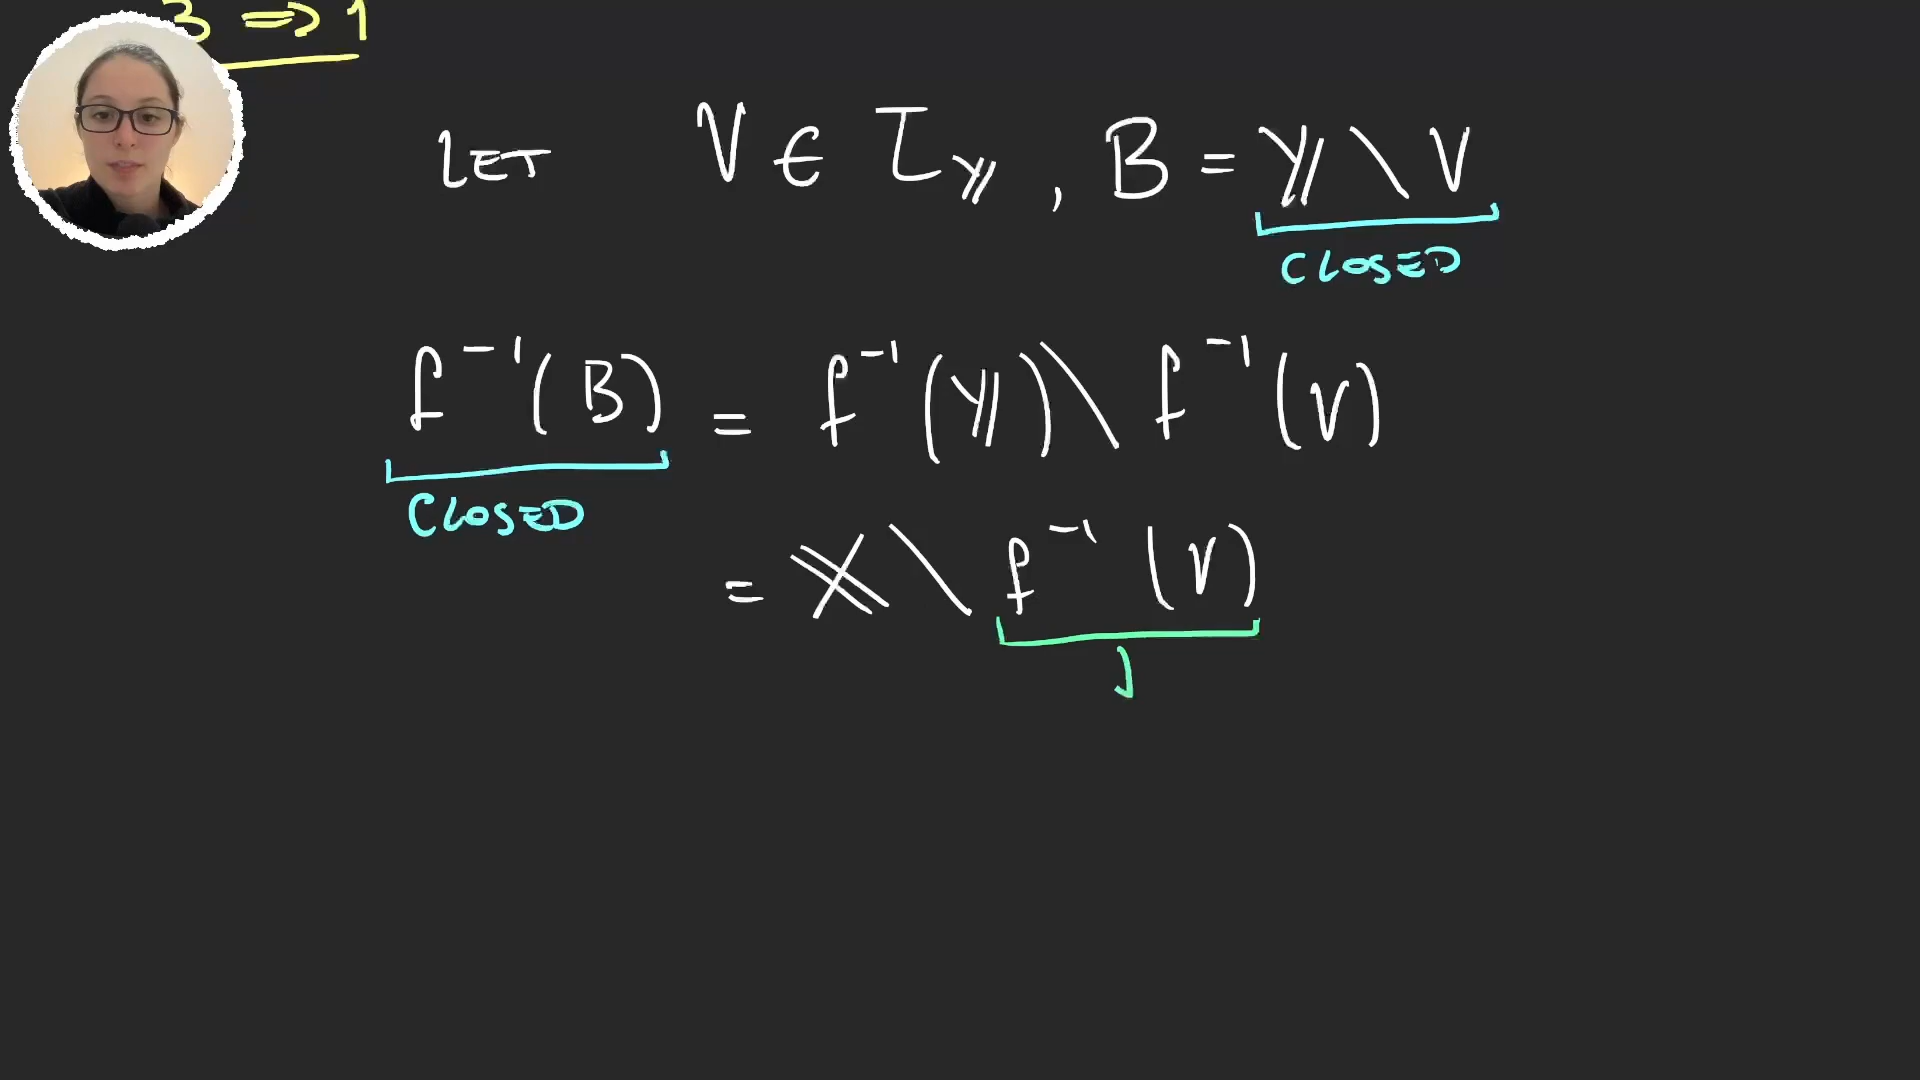 3 => 1
LET V ∈ τ_𝕐, B = 𝕐 \ V
CLOSED
f⁻¹(B) = f⁻¹(𝕐) \ f⁻¹(V)
CLOSED
= 𝕏 \ f⁻¹(V)